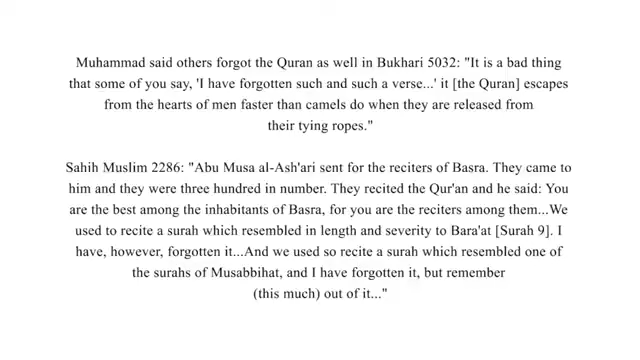 Muhammad said others forgot the Quran as well in Bukhari 5032: "It is a bad thing
that some of you say, 'I have forgotten such and such a verse...' it [the Quran] escapes
from the hearts of men faster than camels do when they are released from
their tying ropes."
Sahih Muslim 2286: "Abu Musa al-Ash'ari sent for the reciters of Basra. They came to
him and they were three hundred in number. They recited the Qur'an and he said: You
are the best among the inhabitants of Basra, for you are the reciters among them...We
used to recite a surah which resembled in length and severity to Bara'at [Surah 9]. I
have, however, forgotten it...And we used so recite a surah which resembled one of
the surahs of Musabbihat, and I have forgotten it, but remember
(this much) out of it..."